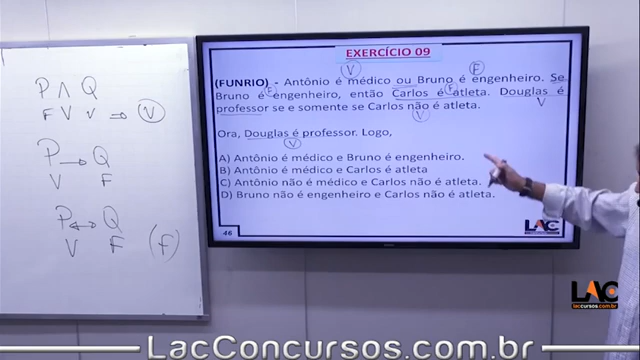 P ∧ Q
F V V → V
P → Q
V F
P ↔ Q
V F (F)
EXERCÍCIO 09
V F
(FUNRIO) - Antônio é médico ou Bruno é engenheiro. Se
F F
Bruno é engenheiro, então Carlos é atleta. Douglas é
V
professor se e somente se Carlos não é atleta.
V
Ora, Douglas é professor. Logo,
V
A) Antônio é médico e Bruno é engenheiro.
B) Antônio é médico e Carlos é atleta
C) Antônio não é médico e Carlos não é atleta.
D) Bruno não é engenheiro e Carlos não é atleta.
46
LAC
LAC
laccursos.com.br
LacConcursos.com.br